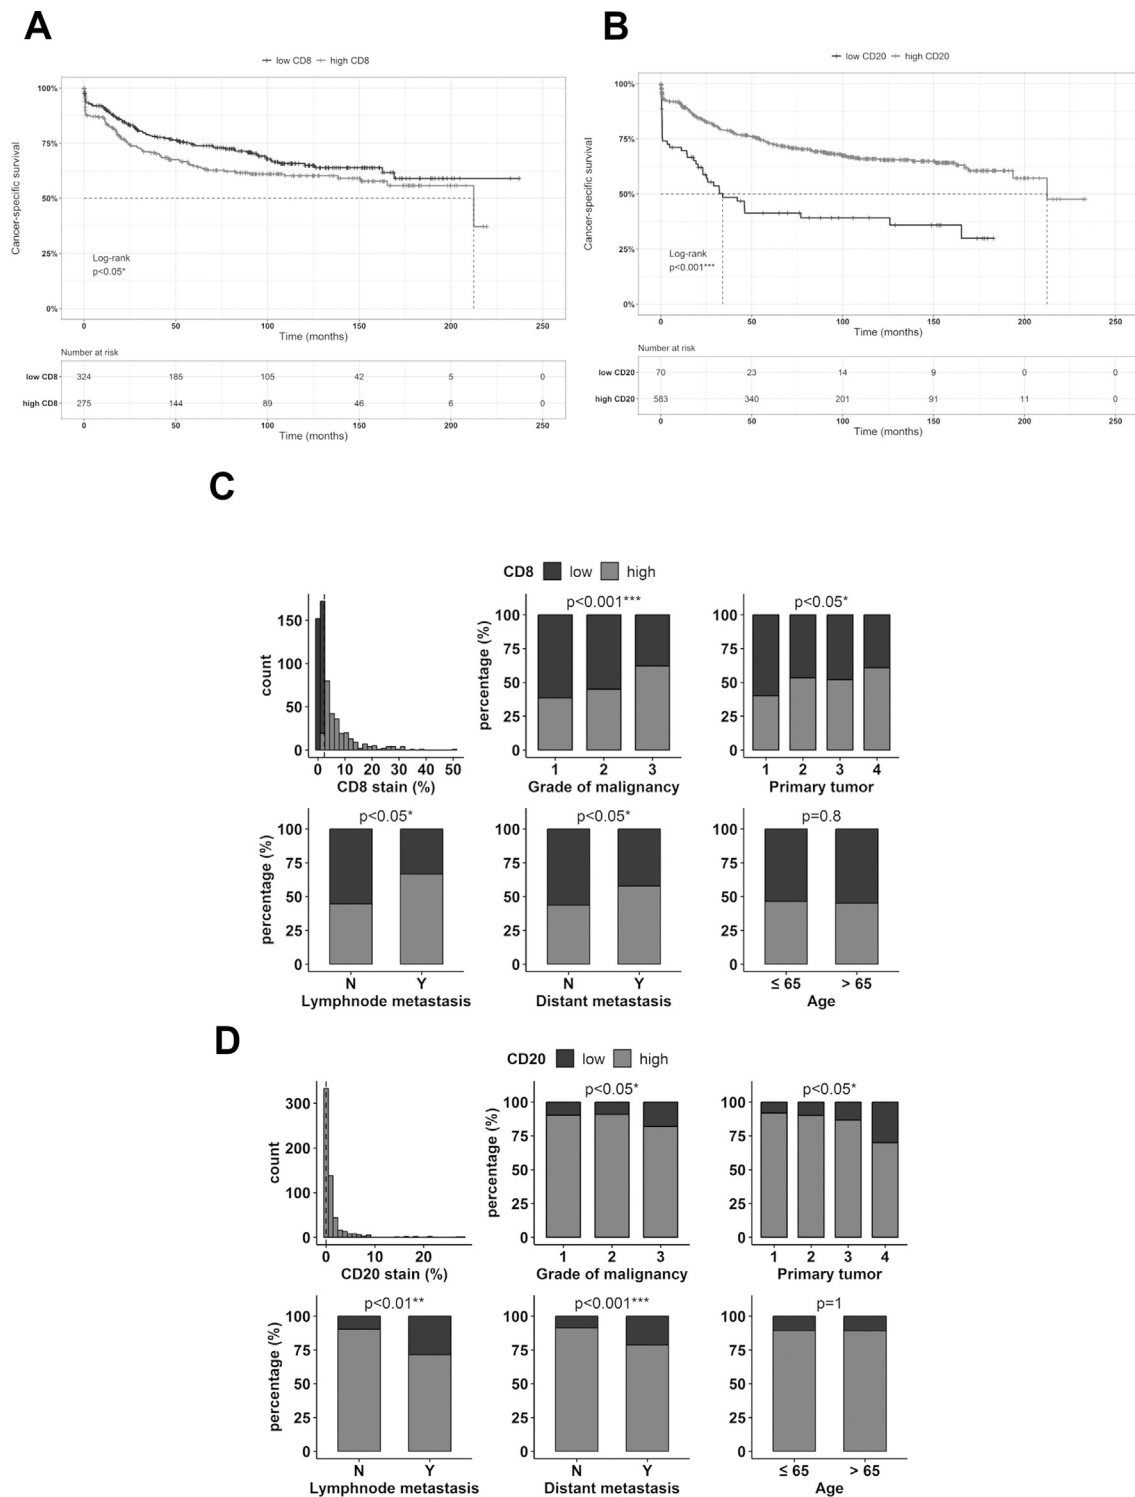 A
low CD8 high CD8
Cancer-specific survival
100%
75%
50%
25%
0%
Log-rank
p<0.05*
0 50 100 150 200 250
Time (months)
Number at risk
low CD8 324 185 105 42 5 0
high CD8 275 144 89 46 6 0
0 50 100 150 200 250
Time (months)
B
low CD20 high CD20
Cancer-specific survival
100%
75%
50%
25%
0%
Log-rank
p<0.001***
0 50 100 150 200 250
Time (months)
Number at risk
low CD20 70 23 14 9 0 0
high CD20 583 340 201 91 11 0
0 50 100 150 200 250
Time (months)
C
CD8 low high
count
150
100
50
0
0 10 20 30 40 50
CD8 stain (%)
p<0.001***
percentage (%)
100
75
50
25
0
1 2 3
Grade of malignancy
p<0.05*
100
75
50
25
0
1 2 3 4
Primary tumor
p<0.05*
percentage (%)
100
75
50
25
0
N Y
Lymphnode metastasis
p<0.05*
100
75
50
25
0
N Y
Distant metastasis
p=0.8
100
75
50
25
0
≤ 65 > 65
Age
D
CD20 low high
count
300
200
100
0
0 10 20
CD20 stain (%)
p<0.05*
percentage (%)
100
75
50
25
0
1 2 3
Grade of malignancy
p<0.05*
100
75
50
25
0
1 2 3 4
Primary tumor
p<0.01**
percentage (%)
100
75
50
25
0
N Y
Lymphnode metastasis
p<0.001***
100
75
50
25
0
N Y
Distant metastasis
p=1
100
75
50
25
0
≤ 65 > 65
Age